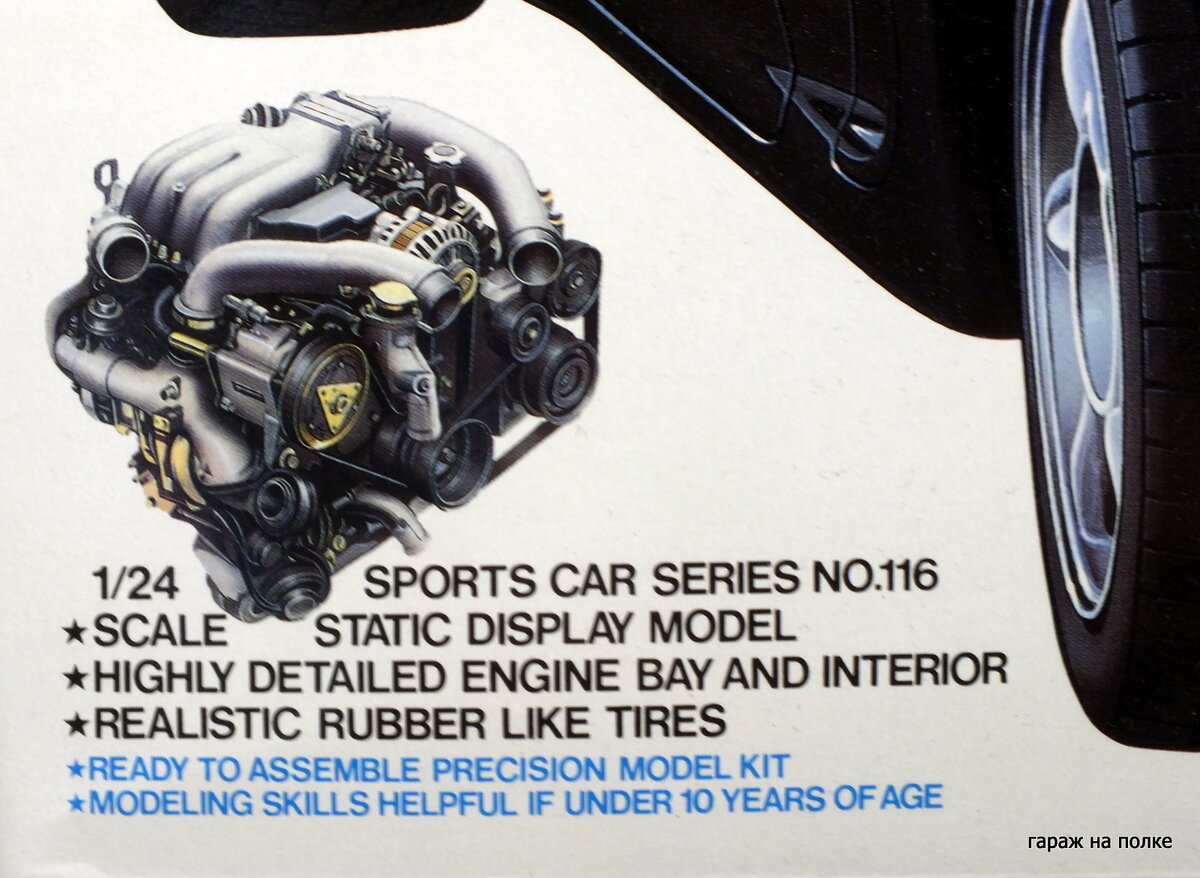 1/24 SPORTS CAR SERIES NO.116
★SCALE STATIC DISPLAY MODEL
★HIGHLY DETAILED ENGINE BAY AND INTERIOR
★REALISTIC RUBBER LIKE TIRES
★READY TO ASSEMBLE PRECISION MODEL KIT
★MODELING SKILLS HELPFUL IF UNDER 10 YEARS OF AGE
гараж на полке